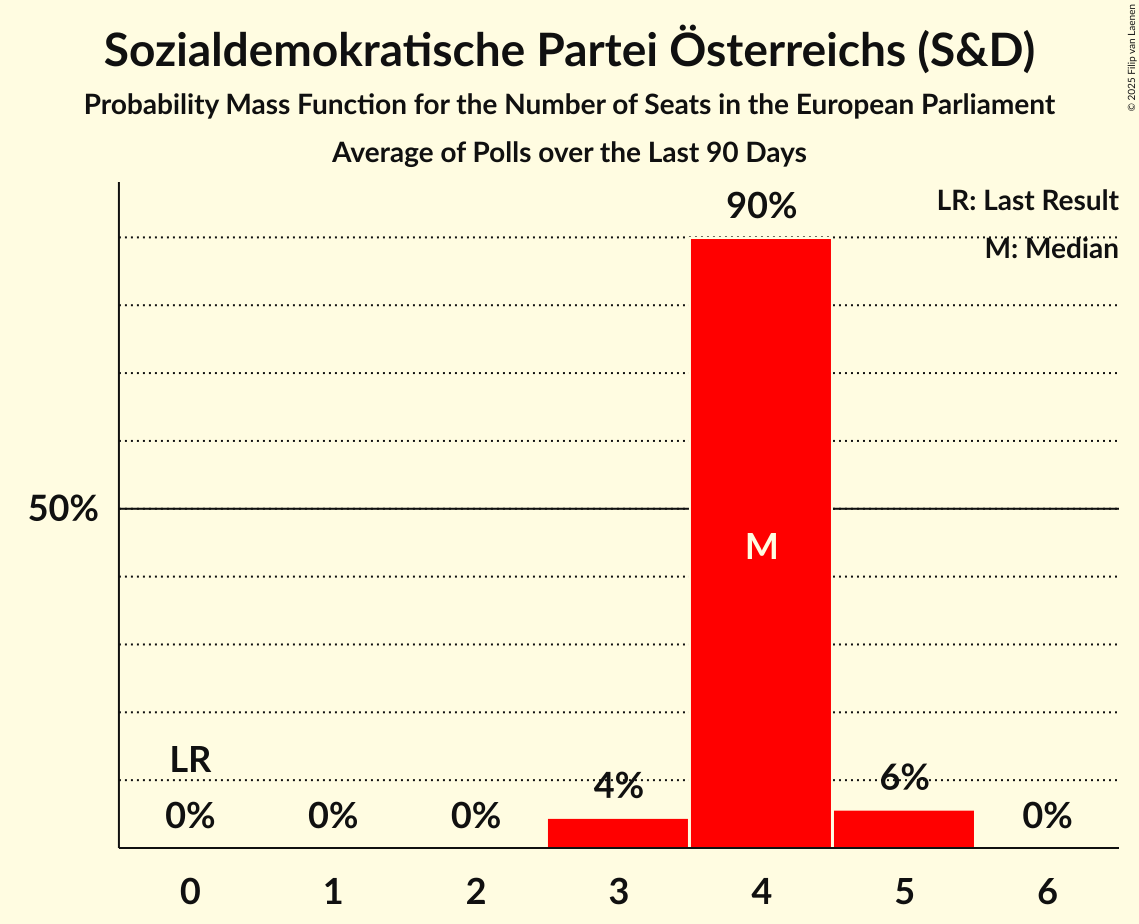 Sozialdemokratische Partei Österreichs (S&D)
Probability Mass Function for the Number of Seats in the European Parliament
Average of Polls over the Last 90 Days
© 2025 Filip van Laenen
LR: Last Result
M: Median
90%
50%
M
LR
0%
0%
0%
4%
6%
0%
0
1
2
3
4
5
6